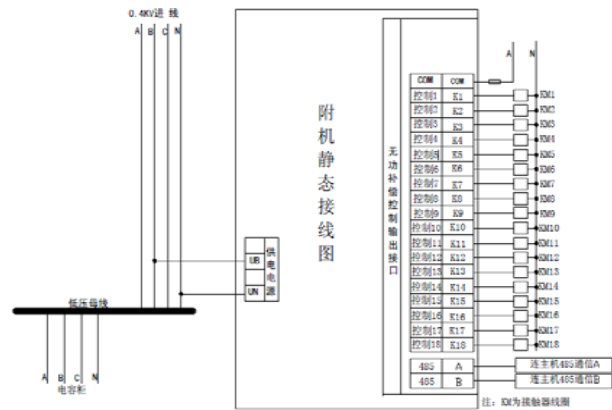 0.4KV进 线
A B C N
A N
附机静态接线图
无功补偿控制输出接口
COM COM
控制1 K1 KM1
控制2 K2 KM2
控制3 K3 KM3
控制4 K4 KM4
控制5 K5 KM5
控制6 K6 KM6
控制7 K7 KM7
控制8 K8 KM8
控制9 K9 KM9
控制10 K10 KM10
控制11 K11 KM11
控制12 K12 KM12
控制13 K13 KM13
控制14 K14 KM14
控制15 K15 KM15
控制16 K16 KM16
控制17 K17 KM17
控制18 K18 KM18
供电电源
UB
UN
低压母线
A B C N
电容柜
485 A 连主机485通信A
485 B 连主机485通信B
注: KM为接触器线圈